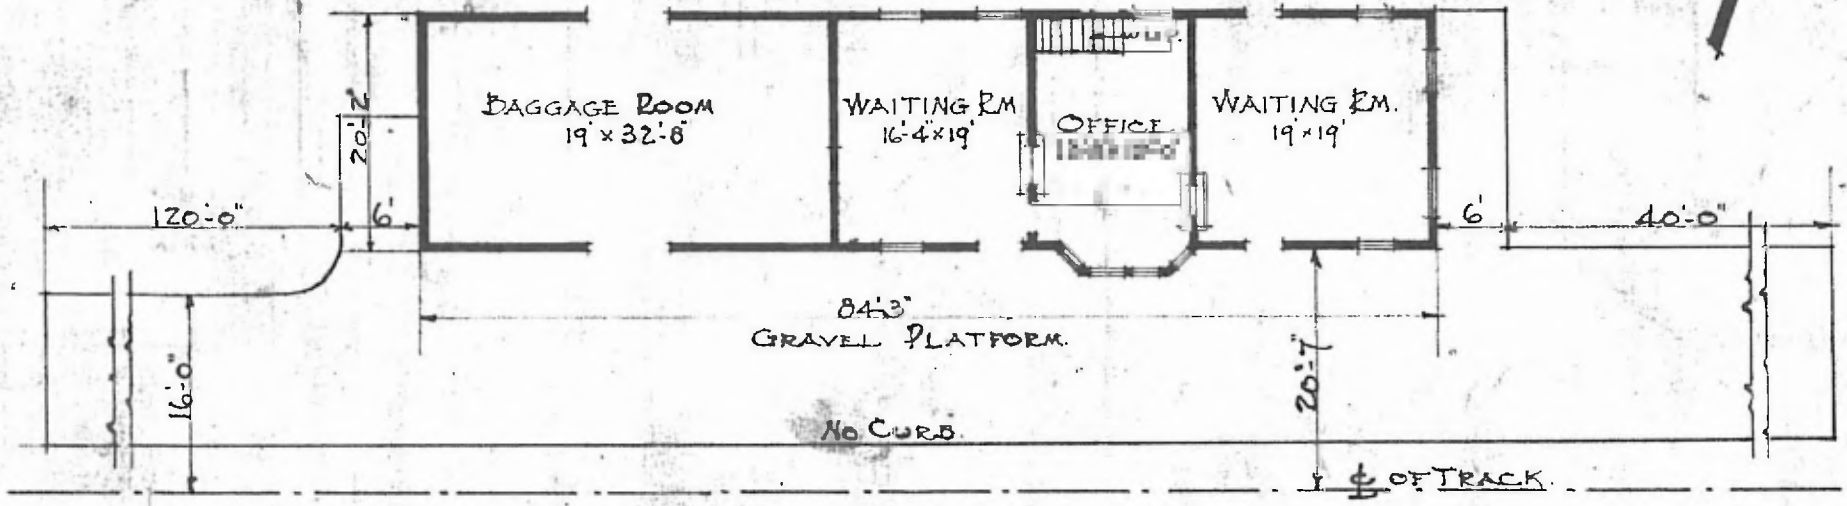 UP.
BAGGAGE ROOM
19' × 32'-8"
WAITING RM
16'-4" × 19'
OFFICE
WAITING RM.
19' × 19'
20'-2"
120'-0"
6'
6'
40'-0"
84'-3"
GRAVEL PLATFORM.
16'-0"
20'-7"
NO CURB.
℄ OF TRACK.